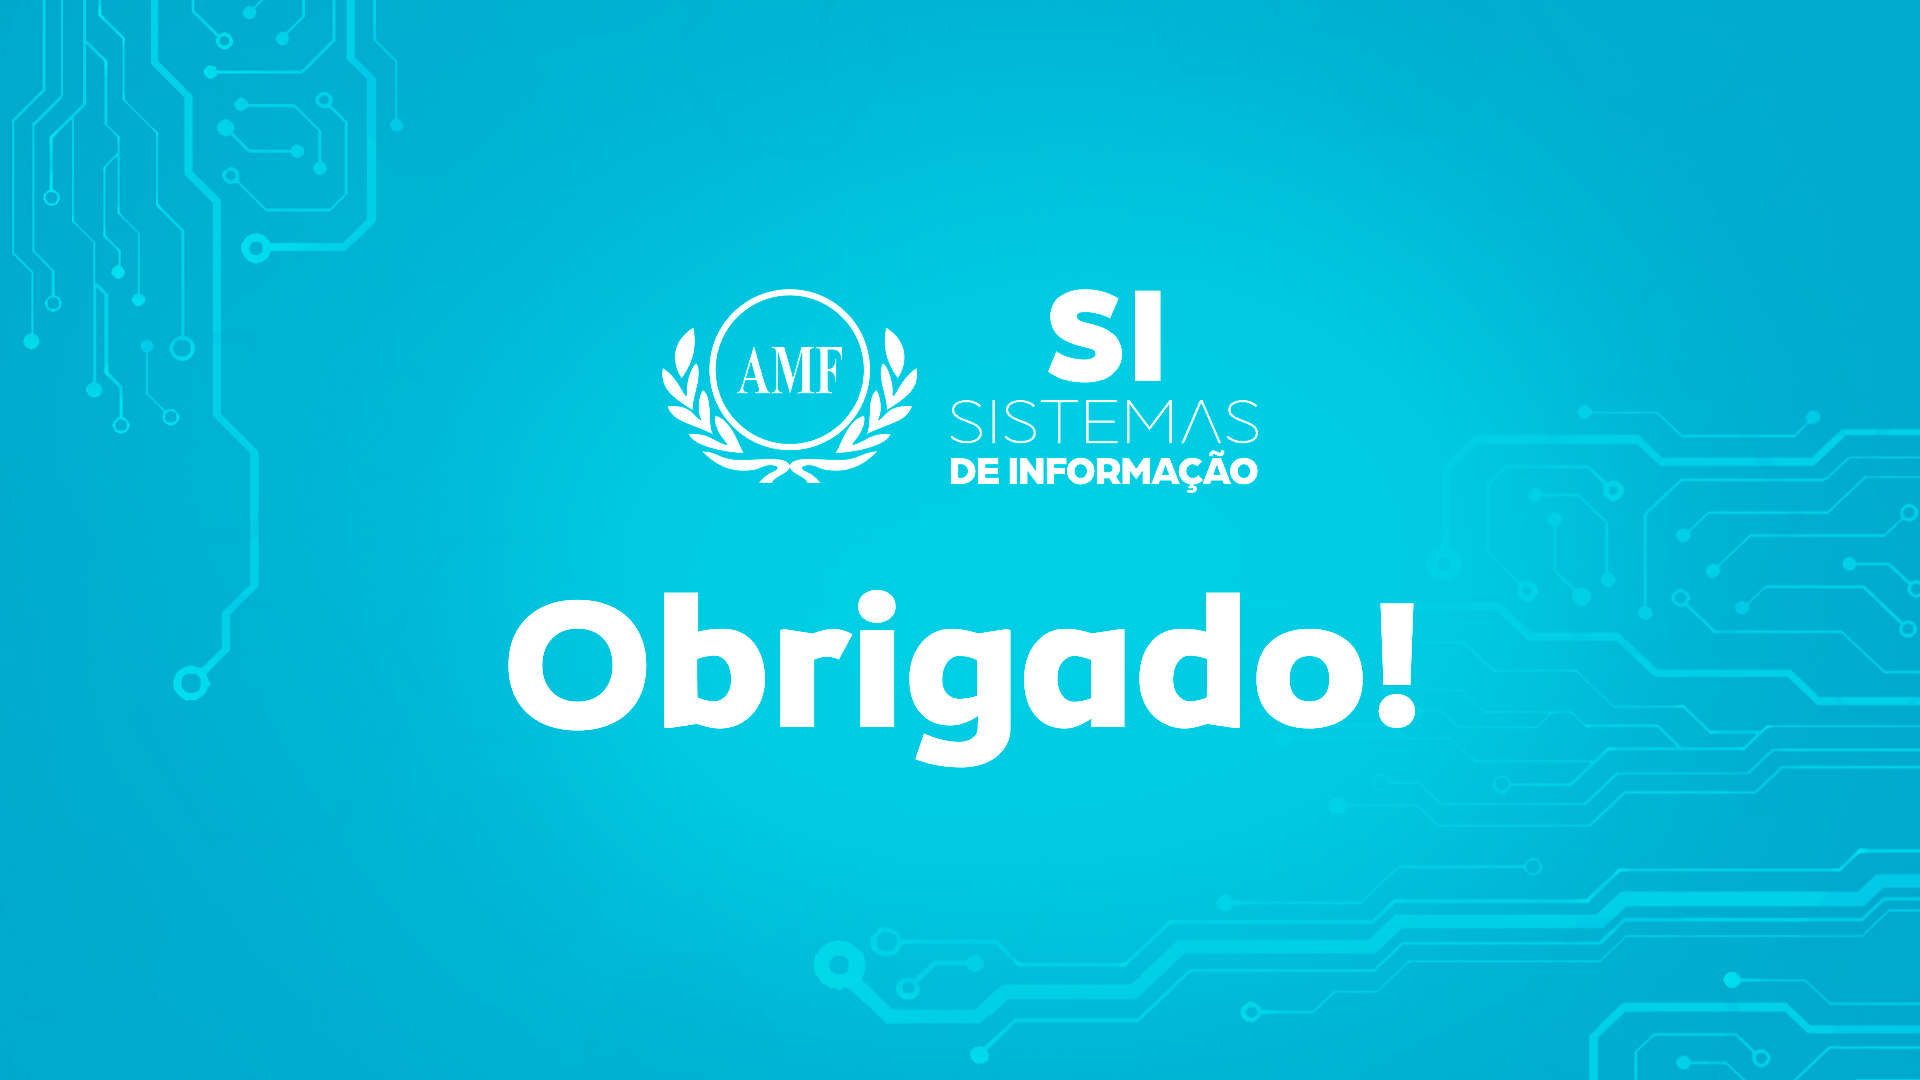 AMF
SI
SISTEMAS
DE INFORMAÇÃO
Obrigado!